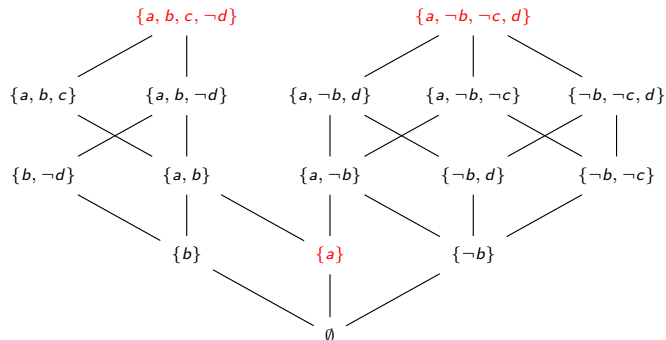 {a, b, c, ¬d} {a, ¬b, ¬c, d}
{a, b, c} {a, b, ¬d} {a, ¬b, d} {a, ¬b, ¬c} {¬b, ¬c, d}
{b, ¬d} {a, b} {a, ¬b} {¬b, d} {¬b, ¬c}
{b} {a} {¬b}
∅